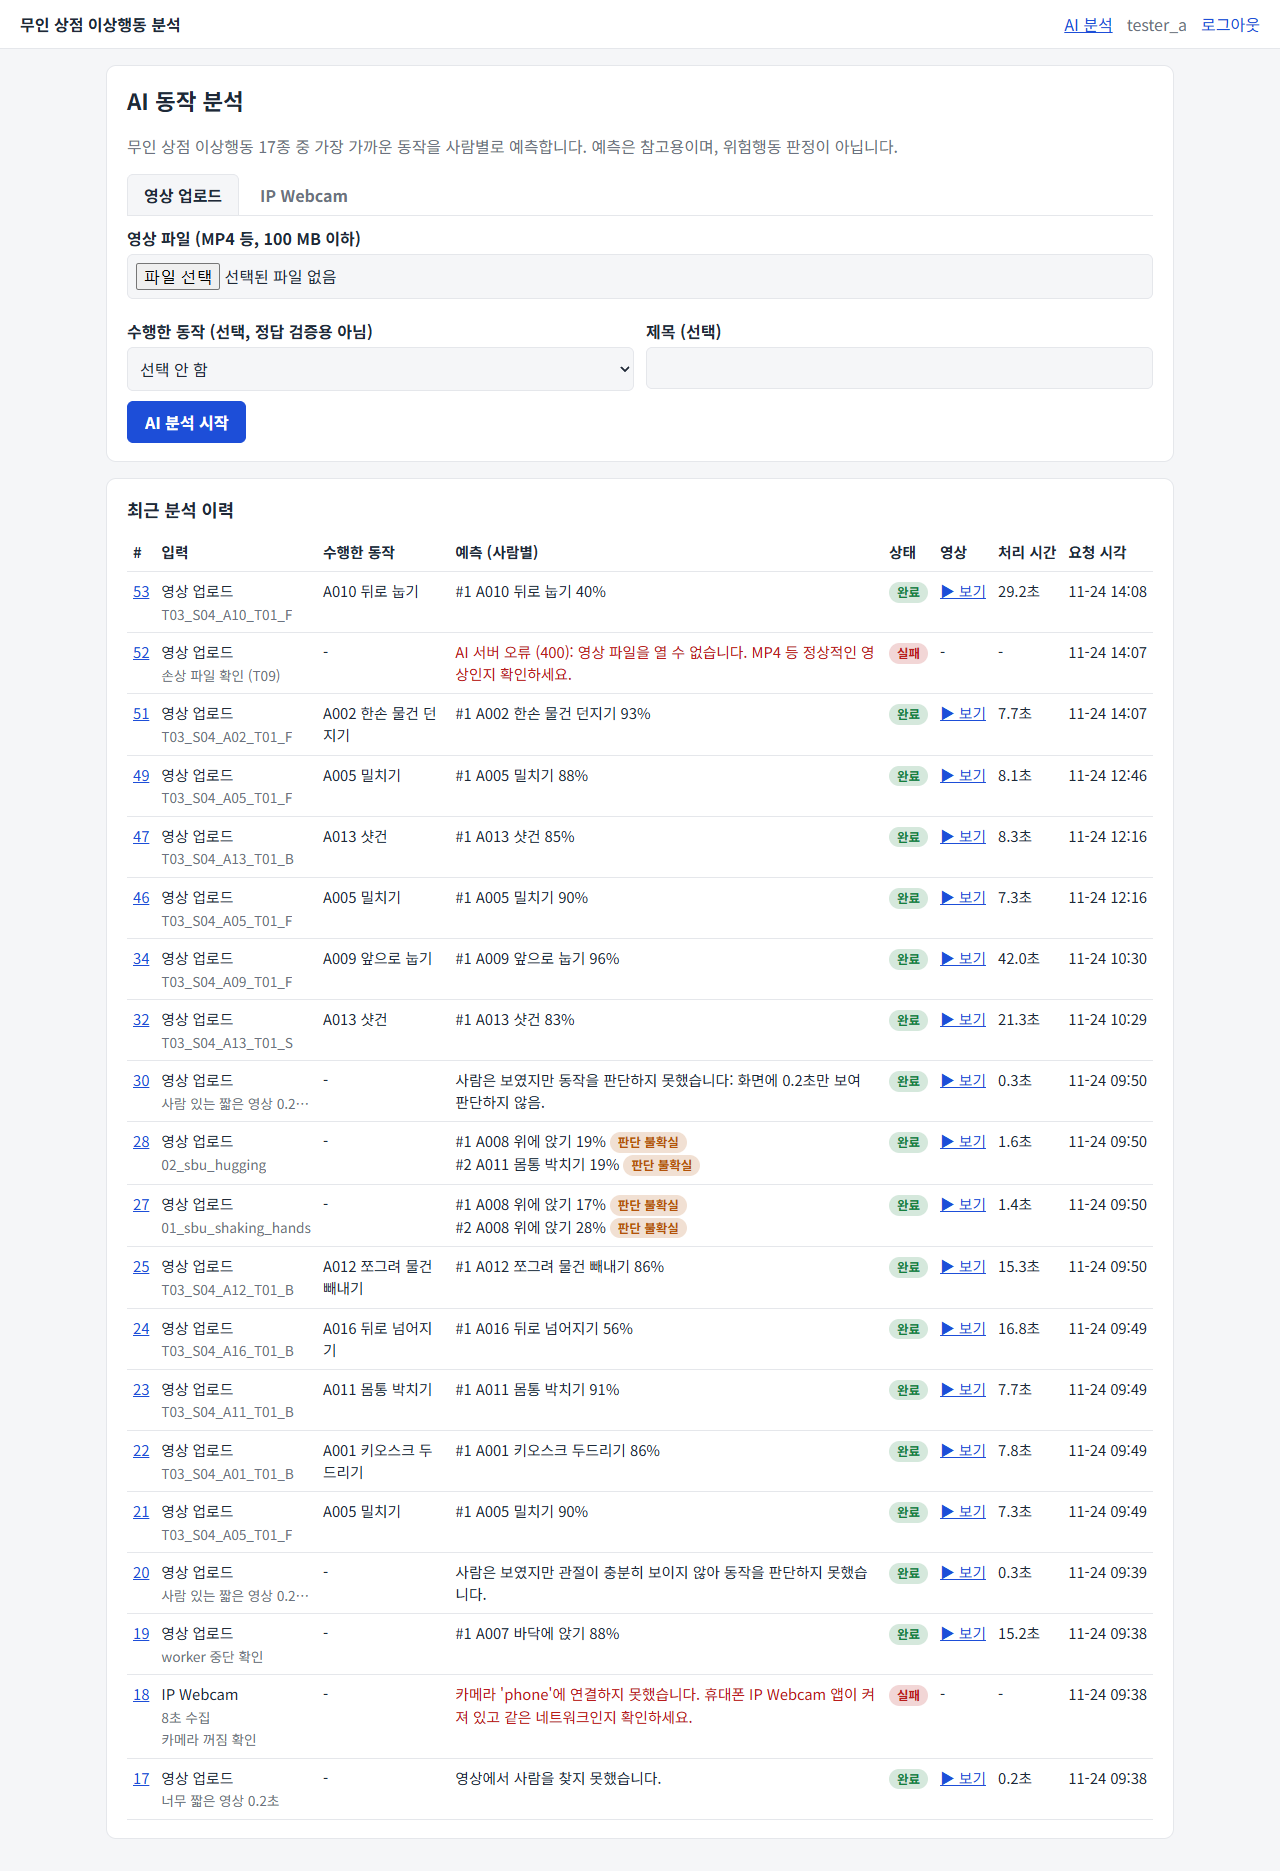 무인 상점 이상행동 분석
AI 분석 tester_a 로그아웃
AI 동작 분석
무인 상점 이상행동 17종 중 가장 가까운 동작을 사람별로 예측합니다. 예측은 참고용이며, 위험행동 판정이 아닙니다.
영상 업로드 IP Webcam
영상 파일 (MP4 등, 100 MB 이하)
파일 선택 선택된 파일 없음
수행한 동작 (선택, 정답 검증용 아님) 제목 (선택)
선택 안 함
AI 분석 시작
최근 분석 이력
# 입력 수행한 동작 예측 (사람별) 상태 영상 처리 시간 요청 시각
53 영상 업로드 A010 뒤로 눕기 #1 A010 뒤로 눕기 40% 완료 ▶ 보기 29.2초 11-24 14:08
T03_S04_A10_T01_F
52 영상 업로드 - AI 서버 오류 (400): 영상 파일을 열 수 없습니다. MP4 등 정상적인 영 실패 - - 11-24 14:07
손상 파일 확인 (T09) 상인지 확인하세요.
51 영상 업로드 A002 한손 물건 던 #1 A002 한손 물건 던지기 93% 완료 ▶ 보기 7.7초 11-24 14:07
T03_S04_A02_T01_F 지기
49 영상 업로드 A005 밀치기 #1 A005 밀치기 88% 완료 ▶ 보기 8.1초 11-24 12:46
T03_S04_A05_T01_F
47 영상 업로드 A013 샷건 #1 A013 샷건 85% 완료 ▶ 보기 8.3초 11-24 12:16
T03_S04_A13_T01_B
46 영상 업로드 A005 밀치기 #1 A005 밀치기 90% 완료 ▶ 보기 7.3초 11-24 12:16
T03_S04_A05_T01_F
34 영상 업로드 A009 앞으로 눕기 #1 A009 앞으로 눕기 96% 완료 ▶ 보기 42.0초 11-24 10:30
T03_S04_A09_T01_F
32 영상 업로드 A013 샷건 #1 A013 샷건 83% 완료 ▶ 보기 21.3초 11-24 10:29
T03_S04_A13_T01_S
30 영상 업로드 - 사람은 보였지만 동작을 판단하지 못했습니다: 화면에 0.2초만 보여 완료 ▶ 보기 0.3초 11-24 09:50
사람 있는 짧은 영상 0.2… 판단하지 않음.
28 영상 업로드 - #1 A008 위에 앉기 19% 판단 불확실 완료 ▶ 보기 1.6초 11-24 09:50
02_sbu_hugging #2 A011 몸통 박치기 19% 판단 불확실
27 영상 업로드 - #1 A008 위에 앉기 17% 판단 불확실 완료 ▶ 보기 1.4초 11-24 09:50
01_sbu_shaking_hands #2 A008 위에 앉기 28% 판단 불확실
25 영상 업로드 A012 쪼그려 물건 #1 A012 쪼그려 물건 빼내기 86% 완료 ▶ 보기 15.3초 11-24 09:50
T03_S04_A12_T01_B 빼내기
24 영상 업로드 A016 뒤로 넘어지 #1 A016 뒤로 넘어지기 56% 완료 ▶ 보기 16.8초 11-24 09:49
T03_S04_A16_T01_B 기
23 영상 업로드 A011 몸통 박치기 #1 A011 몸통 박치기 91% 완료 ▶ 보기 7.7초 11-24 09:49
T03_S04_A11_T01_B
22 영상 업로드 A001 키오스크 두 #1 A001 키오스크 두드리기 86% 완료 ▶ 보기 7.8초 11-24 09:49
T03_S04_A01_T01_B 드리기
21 영상 업로드 A005 밀치기 #1 A005 밀치기 90% 완료 ▶ 보기 7.3초 11-24 09:49
T03_S04_A05_T01_F
20 영상 업로드 - 사람은 보였지만 관절이 충분히 보이지 않아 동작을 판단하지 못했습 완료 ▶ 보기 0.3초 11-24 09:39
사람 있는 짧은 영상 0.2… 니다.
19 영상 업로드 - #1 A007 바닥에 앉기 88% 완료 ▶ 보기 15.2초 11-24 09:38
worker 중단 확인
18 IP Webcam - 카메라 'phone'에 연결하지 못했습니다. 휴대폰 IP Webcam 앱이 켜 실패 - - 11-24 09:38
8초 수집 져 있고 같은 네트워크인지 확인하세요.
카메라 꺼짐 확인
17 영상 업로드 - 영상에서 사람을 찾지 못했습니다. 완료 ▶ 보기 0.2초 11-24 09:38
너무 짧은 영상 0.2초